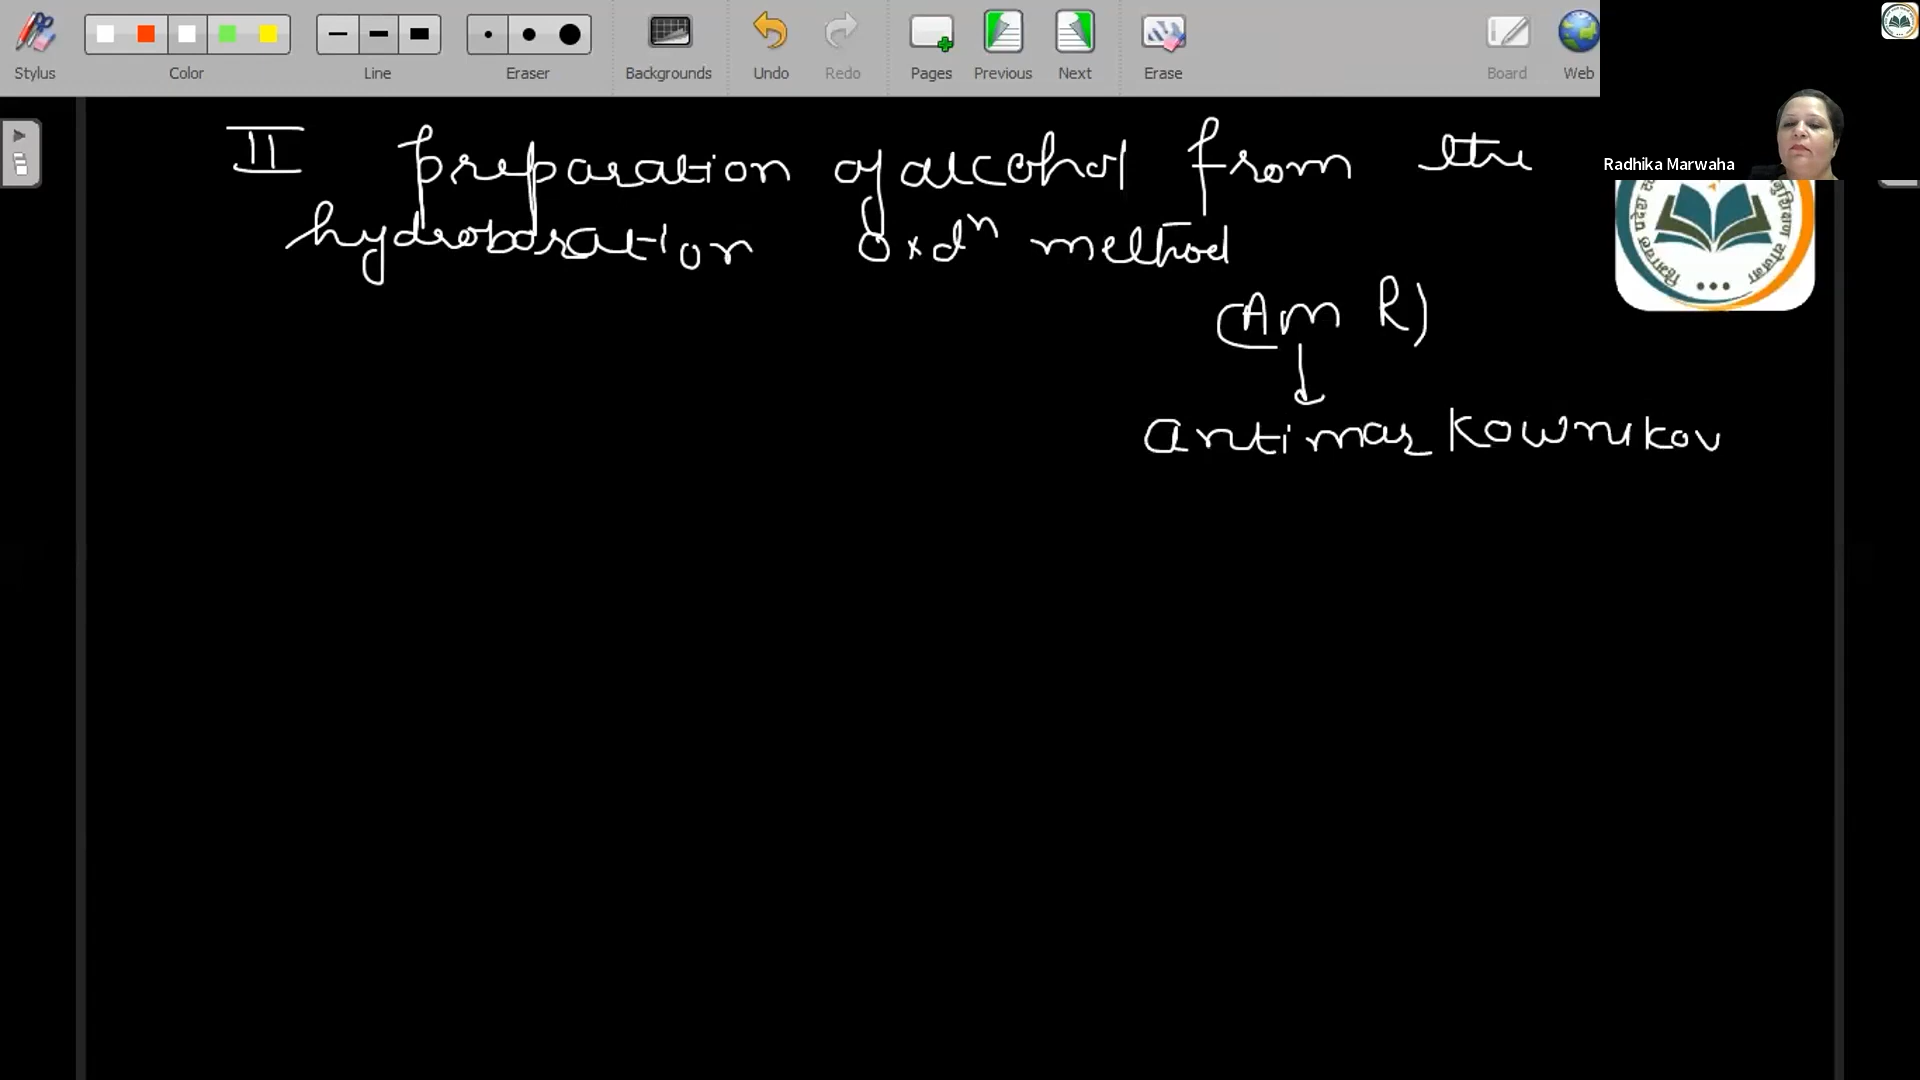 Stylus
Color
Line
Eraser
Backgrounds
Undo
Redo
Pages
Previous
Next
Erase
Board
Web
Radhika Marwaha
II preparation of alcohol from the
hydroboration Oxdⁿ method
(Am R)
antimarkownikov